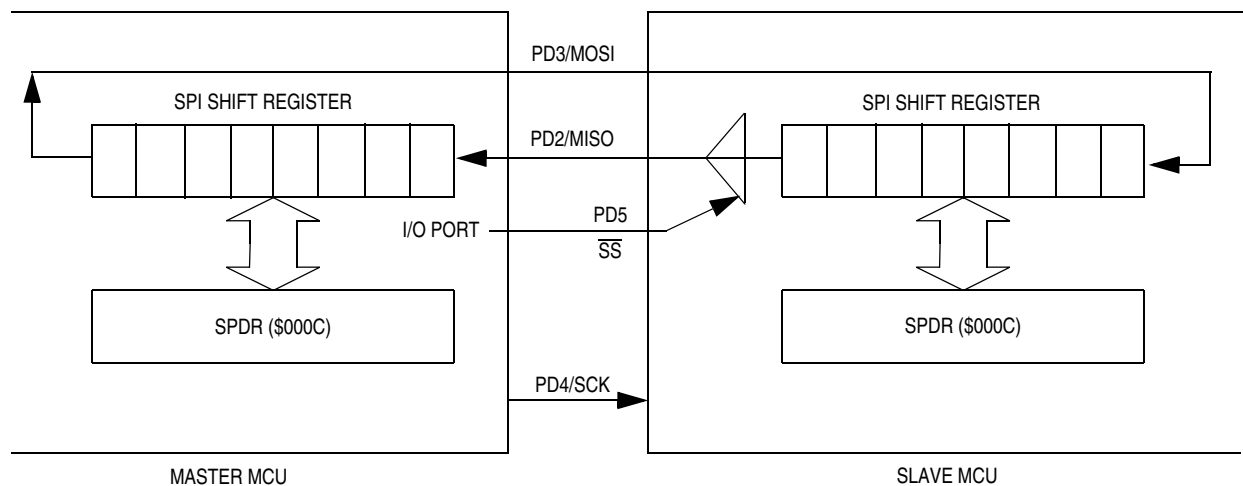 PD3/MOSI
SPI SHIFT REGISTER
SPI SHIFT REGISTER
PD2/MISO
I/O PORT
PD5
SS
SPDR ($000C)
SPDR ($000C)
PD4/SCK
MASTER MCU
SLAVE MCU